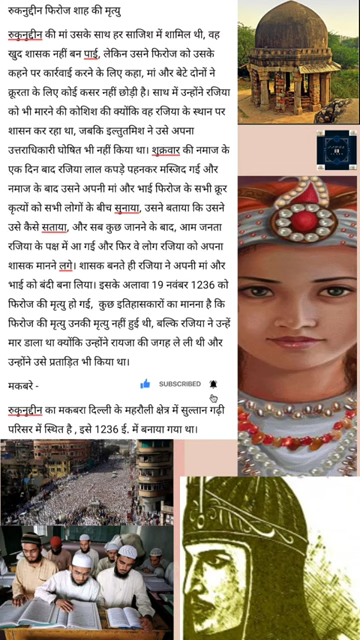 रुकनुद्दीन फिरोज शाह की मृत्यु
रुकुनुद्दीन की मां उसके साथ हर साजिश में शामिल थी, वह
खुद शासक नहीं बन पाई, लेकिन उसने फिरोज को उसके
कहने पर कार्रवाई करने के लिए कहा, मां और बेटे दोनों ने
क्रूरता के लिए कोई कसर नहीं छोड़ी है। साथ में उन्होंने रजिया
को भी मारने की कोशिश की क्योंकि वह रजिया के स्थान पर
शासन कर रहा था, जबकि इल्तुतमिश ने उसे अपना
उत्तराधिकारी घोषित भी नहीं किया था। शुक्रवार की नमाज के
एक दिन बाद रजिया लाल कपड़े पहनकर मस्जिद गई और
नमाज के बाद उसने अपनी मां और भाई फिरोज के सभी क्रूर
कृत्यों को सभी लोगों के बीच सुनाया, उसने बताया कि उसने
उसे कैसे सताया, और सब कुछ जानने के बाद, आम जनता
रजिया के पक्ष में आ गई और फिर वे लोग रजिया को अपना
शासक मानने लगे। शासक बनते ही रजिया ने अपनी मां और
भाई को बंदी बना लिया। इसके अलावा 19 नवंबर 1236 को
फिरोज की मृत्यु हो गई, कुछ इतिहासकारों का मानना है कि
फिरोज की मृत्यु उनकी मृत्यु नहीं हुई थी, बल्कि रजिया ने उन्हें
मार डाला था क्योंकि उन्होंने रायजा की जगह ले ली थी और
उन्होंने उसे प्रताड़ित भी किया था।
मकबरे -
SUBSCRIBED
रुकुनुद्दीन का मकबरा दिल्ली के महरौली क्षेत्र में सुल्तान गढ़ी
परिसर में स्थित है , इसे 1236 ई. में बनाया गया था।